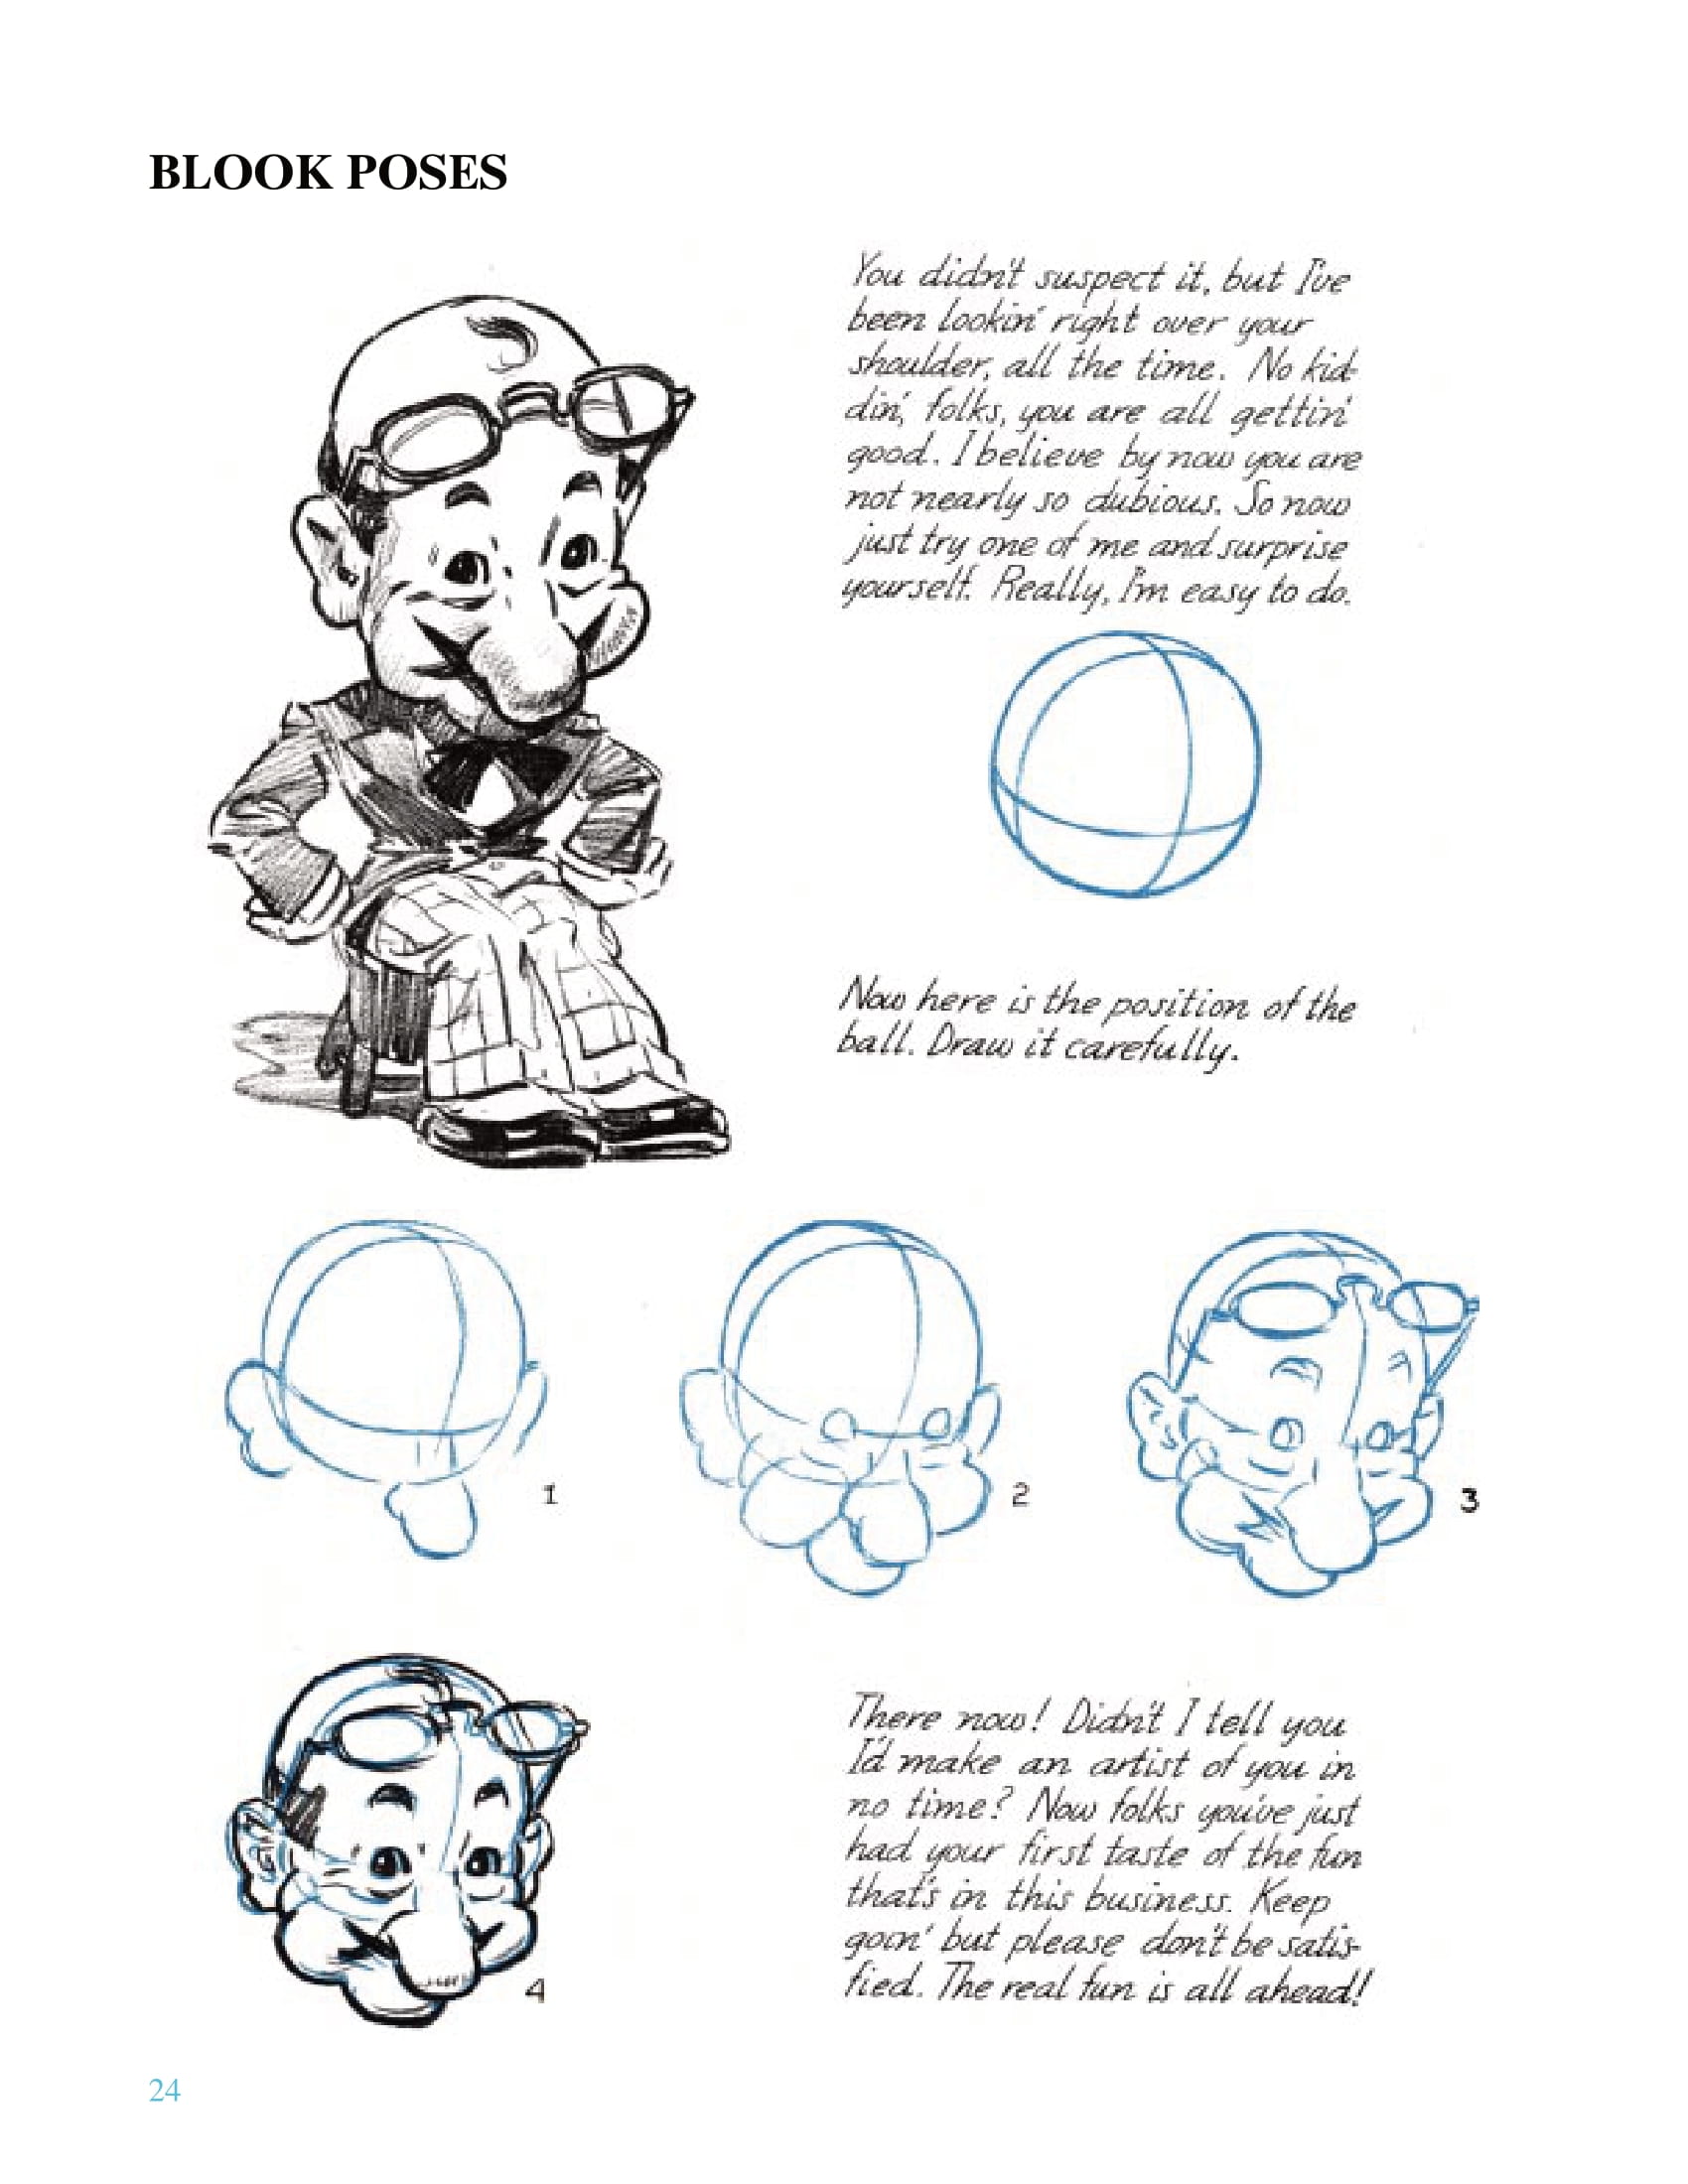 BLOOK POSES
You didn't suspect it, but I've
been lookin' right over your
shoulder, all the time. No kid-
din', folks, you are all gettin'
good. I believe by now you are
not nearly so dubious. So now
just try one of me and surprise
yourself. Really, I'm easy to do.
Now here is the position of the
ball. Draw it carefully.
1
2
3
4
There now! Didn't I tell you
I'd make an artist of you in
no time? Now folks you've just
had your first taste of the fun
that's in this business. Keep
goin' but please don't be satis-
fied. The real fun is all ahead!
24